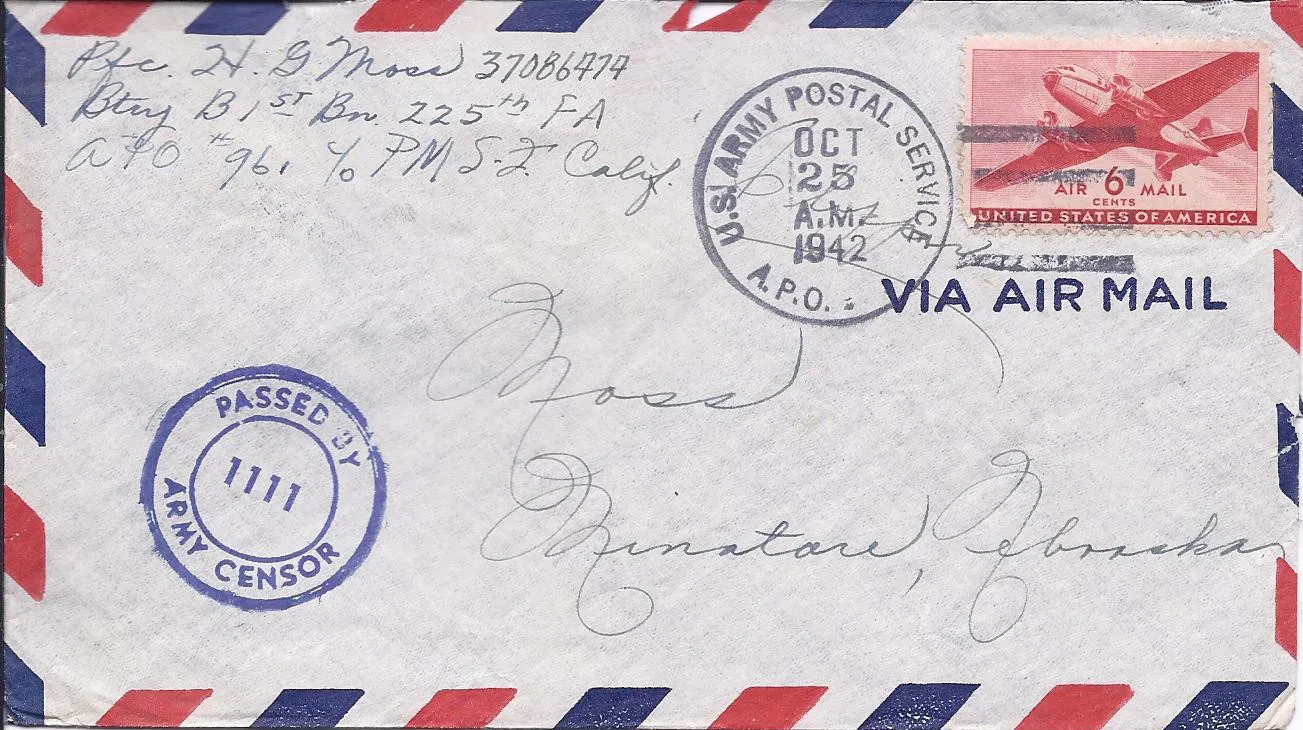 Pfc. H. G Moss 37086474
Btry B 1ST Bn. 225th FA
APO # 961 c/o PM S.F. Calif.
U.S. ARMY POSTAL SERVICE
OCT
25
A.M.
1942
A.P.O.
AIR 6 MAIL
CENTS
UNITED STATES OF AMERICA
VIA AIR MAIL
Moss
Minatare, Nebraska
PASSED BY
1111
ARMY CENSOR